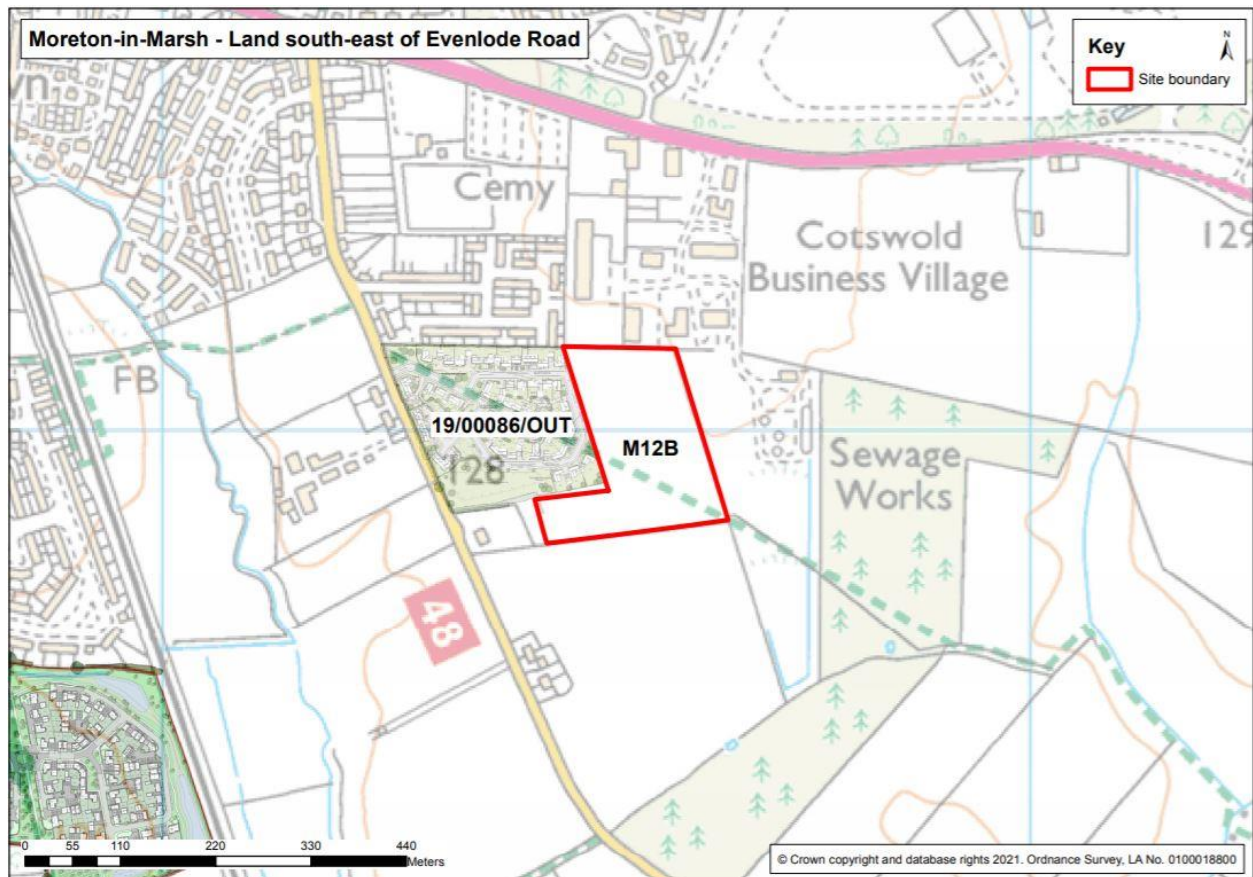 Moreton-in-Marsh - Land south-east of Evenlode Road
Key
N
Site boundary
wn
Cemy
Cotswold
Business Village
129
FB
19/00086/OUT
128
M12B
Sewage
Works
48
0 55 110 220 330 440
Meters
© Crown copyright and database rights 2021. Ordnance Survey, LA No. 0100018800